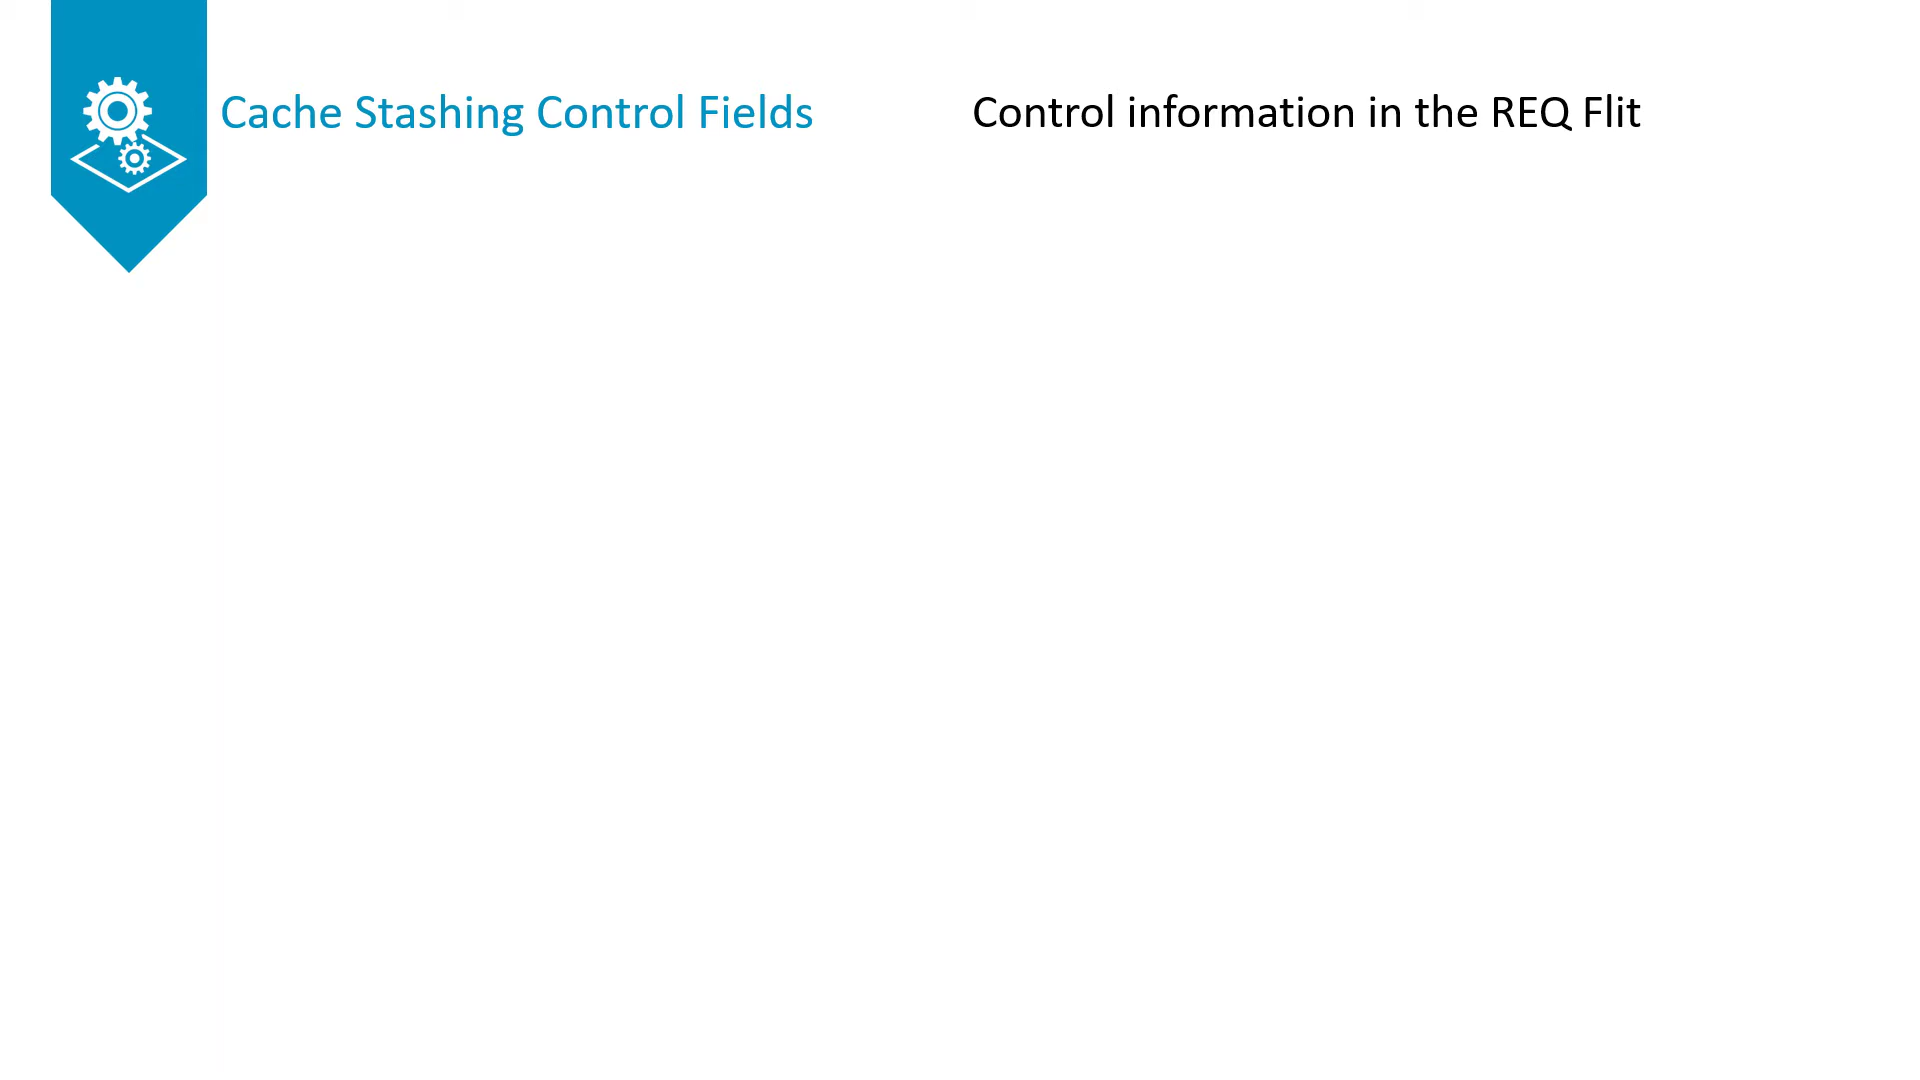 Cache Stashing Control Fields
Control information in the REQ Flit